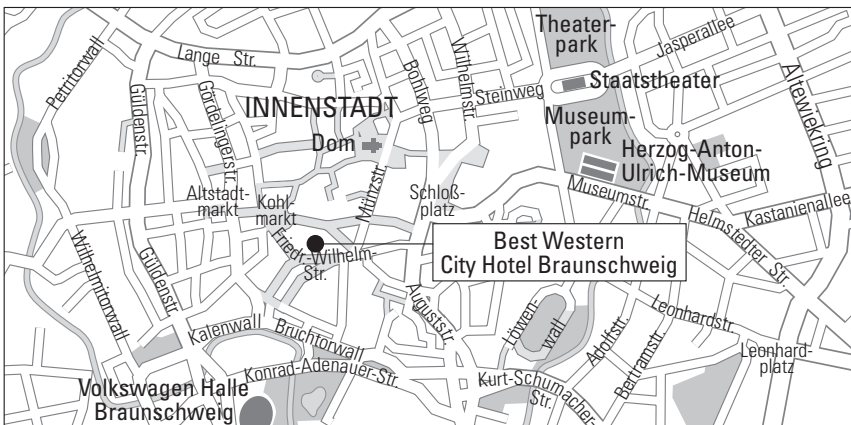 Theater-
park
Jasperallee
Lange Str.
Petritorwall
Güldenstr.
Gördelingerstr.
Bohlweg
Wilhelmstr.
Steinweg
Staatstheater
Altewiekring
INNENSTADT
Dom
Museum-
park
Herzog-Anton-
Ulrich-Museum
Museumstr.
Altstadt-
markt
Kohl-
markt
Münzstr.
Schloß-
platz
Kastanienallee
Helmstedter Str.
Friedr.-Wilhelm-
Str.
Best Western
City Hotel Braunschweig
Wilhelmitorwall
Güldenstr.
Auguststr.
Löwen-
wall
Leonhardstr.
Adolfstr.
Bertramstr.
Leonhard-
platz
Kalenwall
Bruchtorwall
Konrad-Adenauer-Str.
Kurt-Schumacher-
Str.
Volkswagen Halle
Braunschweig